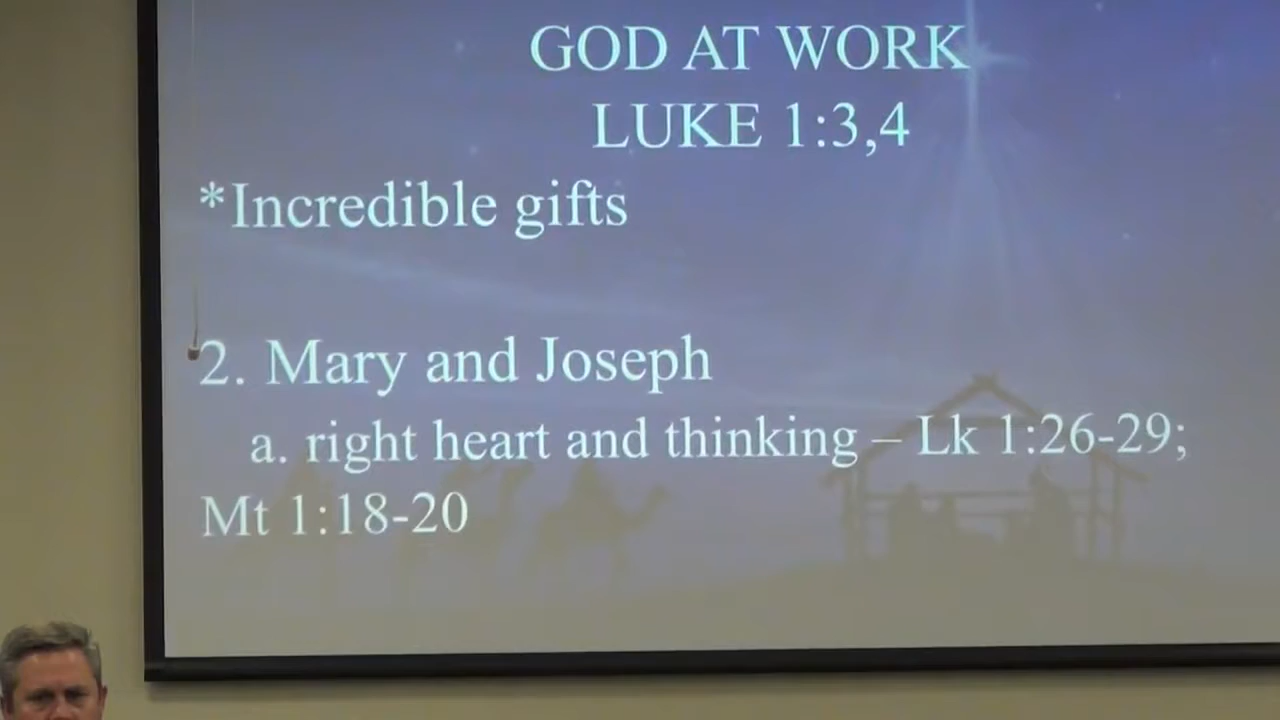 GOD AT WORK
LUKE 1:3,4
*Incredible gifts
2. Mary and Joseph
a. right heart and thinking – Lk 1:26-29;
Mt 1:18-20